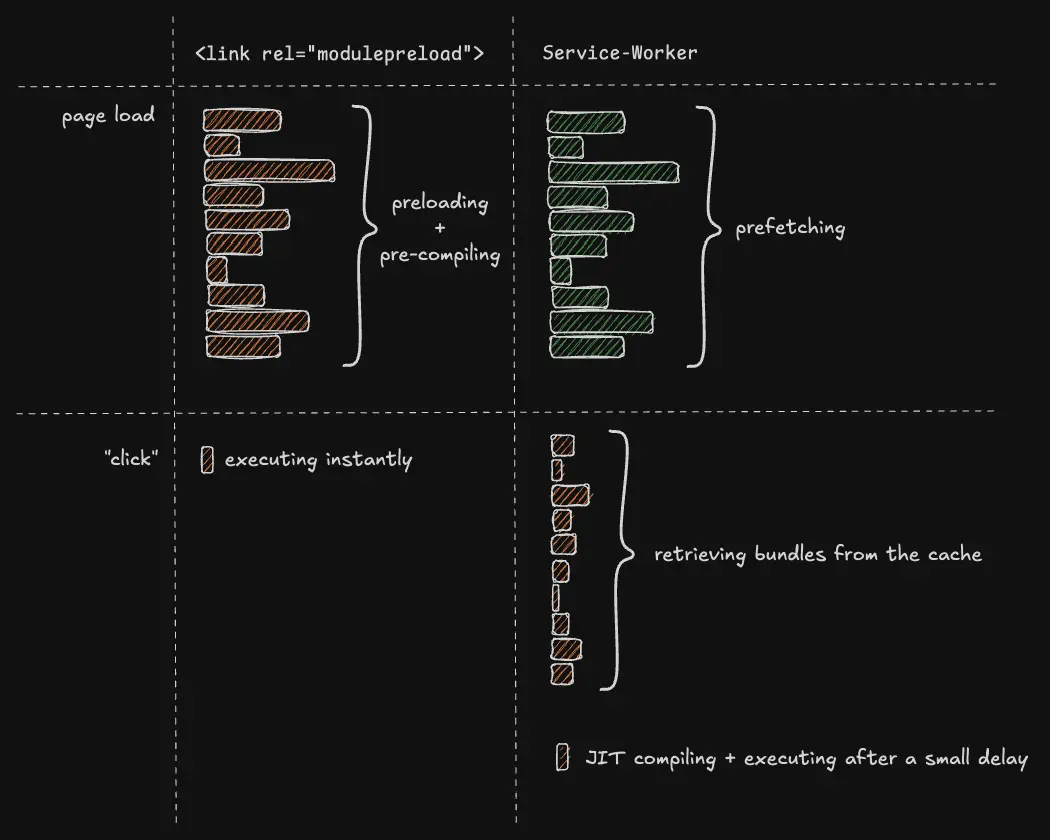 <link rel="modulepreload">
Service-Worker
page load
preloading
+
pre-compiling
prefetching
"click"
executing instantly
retrieving bundles from the cache
JIT compiling + executing after a small delay